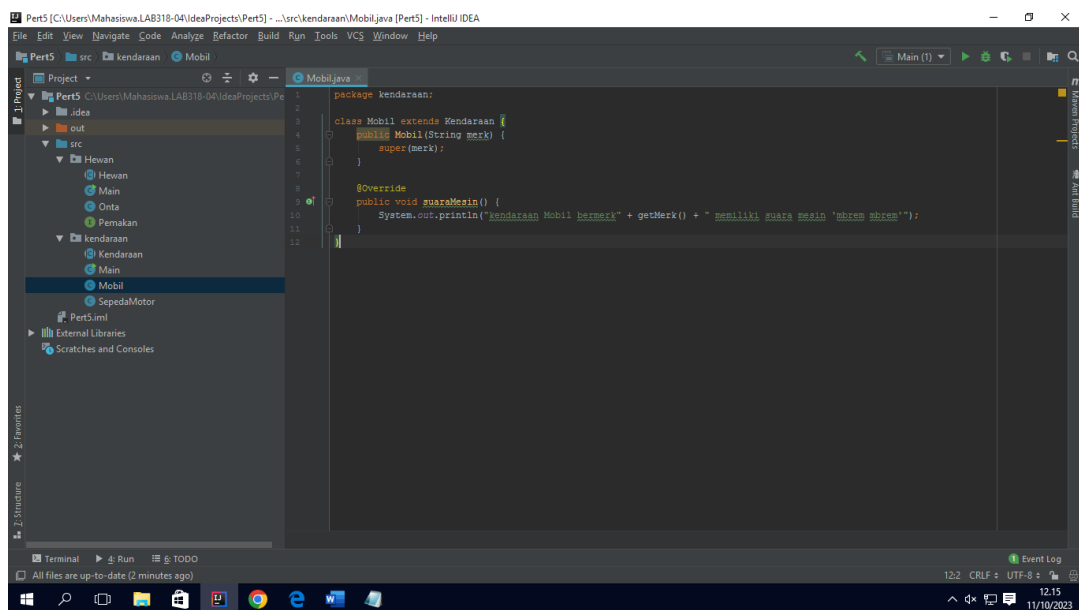 Pert5 [C:\Users\Mahasiswa.LAB318-04\IdeaProjects\Pert5] - ...\src\kendaraan\Mobil.java [Pert5] - IntelliJ IDEA
File Edit View Navigate Code Analyze Refactor Build Run Tools VCS Window Help
Pert5 src kendaraan Mobil
Main (1)
1: Project
Project
Pert5 C:\Users\Mahasiswa.LAB318-04\IdeaProjects\Pe
.idea
out
src
Hewan
Hewan
Main
Onta
Pemakan
kendaraan
Kendaraan
Main
Mobil
SepedaMotor
Pert5.iml
External Libraries
Scratches and Consoles
2: Favorites
7: Structure
Mobil.java
1 package kendaraan;
2
3 class Mobil extends Kendaraan {
4 public Mobil(String merk) {
5 super(merk);
6 }
7
8 @Override
9 public void suaraMesin() {
10 System.out.println("kendaraan Mobil bermerk" + getMerk() + " memiliki suara mesin 'mbrem mbrem'");
11 }
12 }
Maven Projects
Ant Build
Terminal 4: Run 6: TODO
1 Event Log
All files are up-to-date (2 minutes ago)
12:2 CRLF UTF-8
12.15
11/10/2023